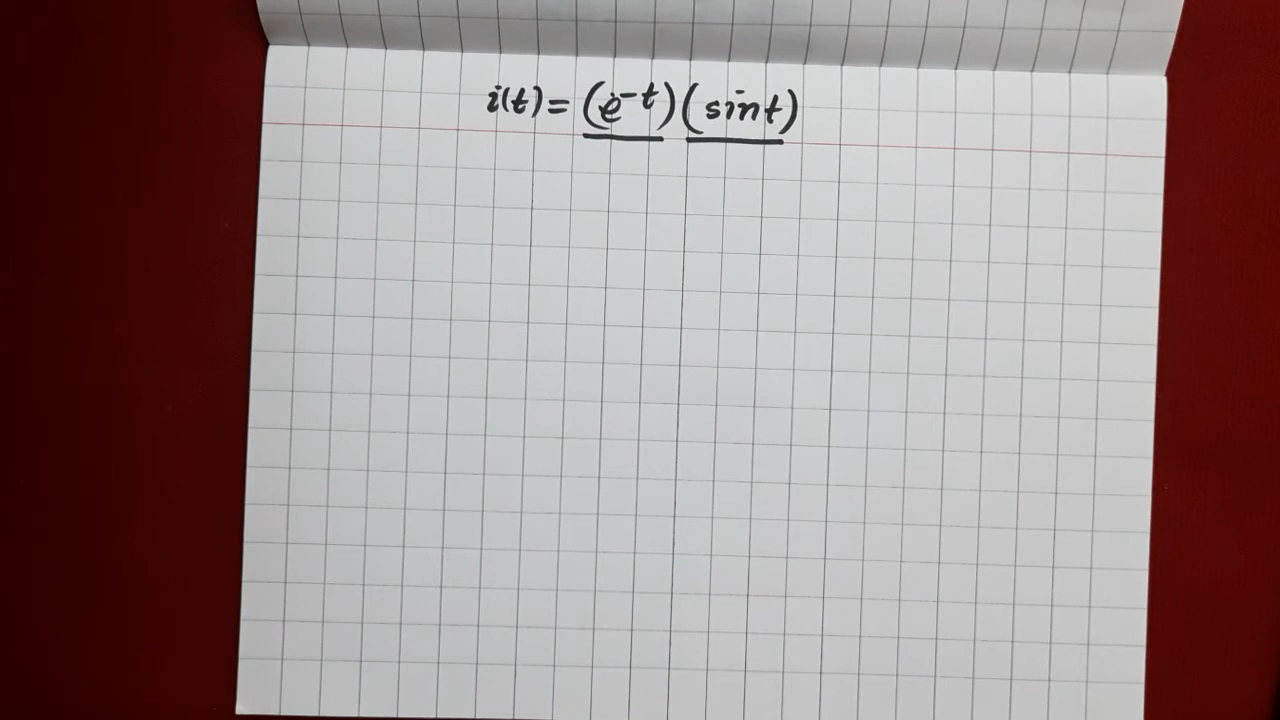 i(t) = (e^{-t})(sint)